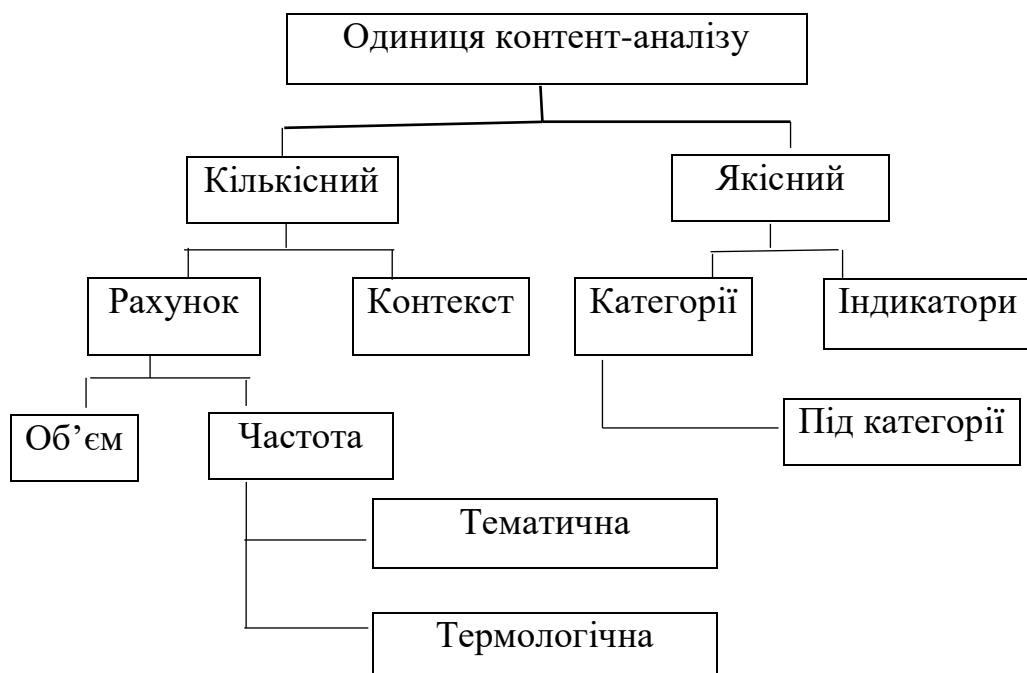 Одиниця контент-аналізу
Кількісний
Якісний
Рахунок
Контекст
Категорії
Індикатори
Об’єм
Частота
Під категорії
Тематична
Термологічна